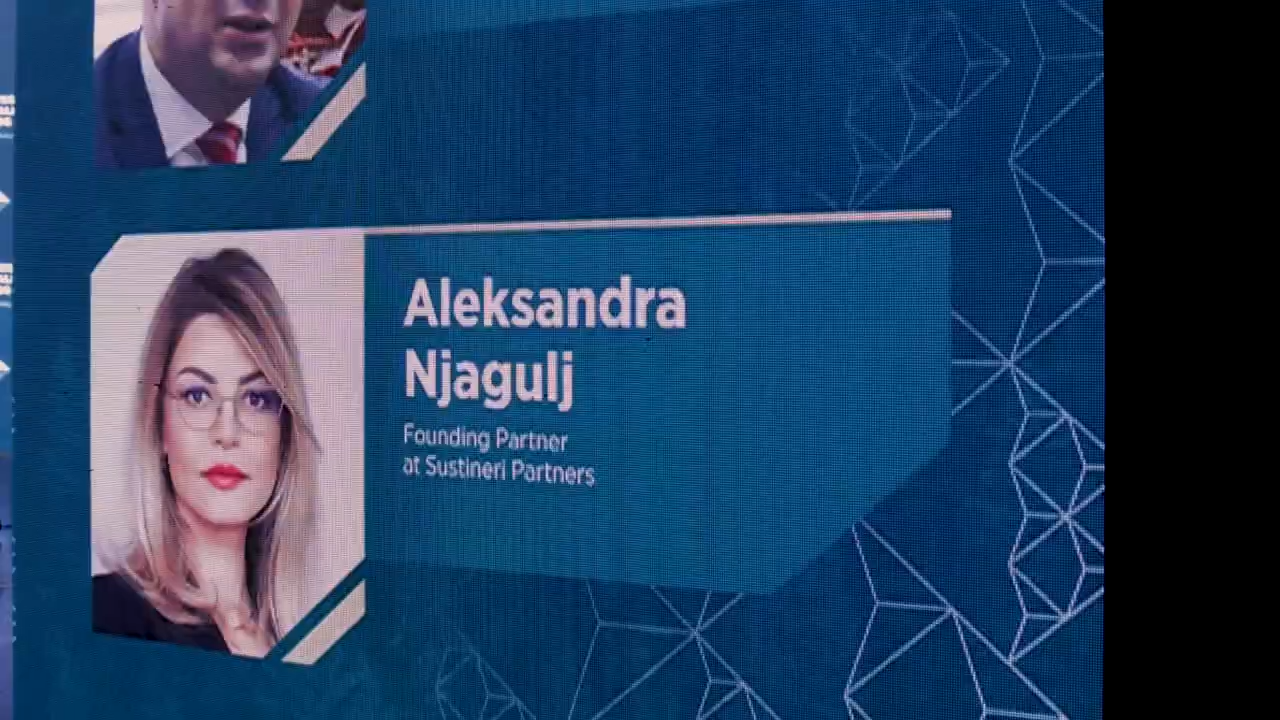 Aleksandra
Njagulj
Founding Partner
at Sustineri Partners